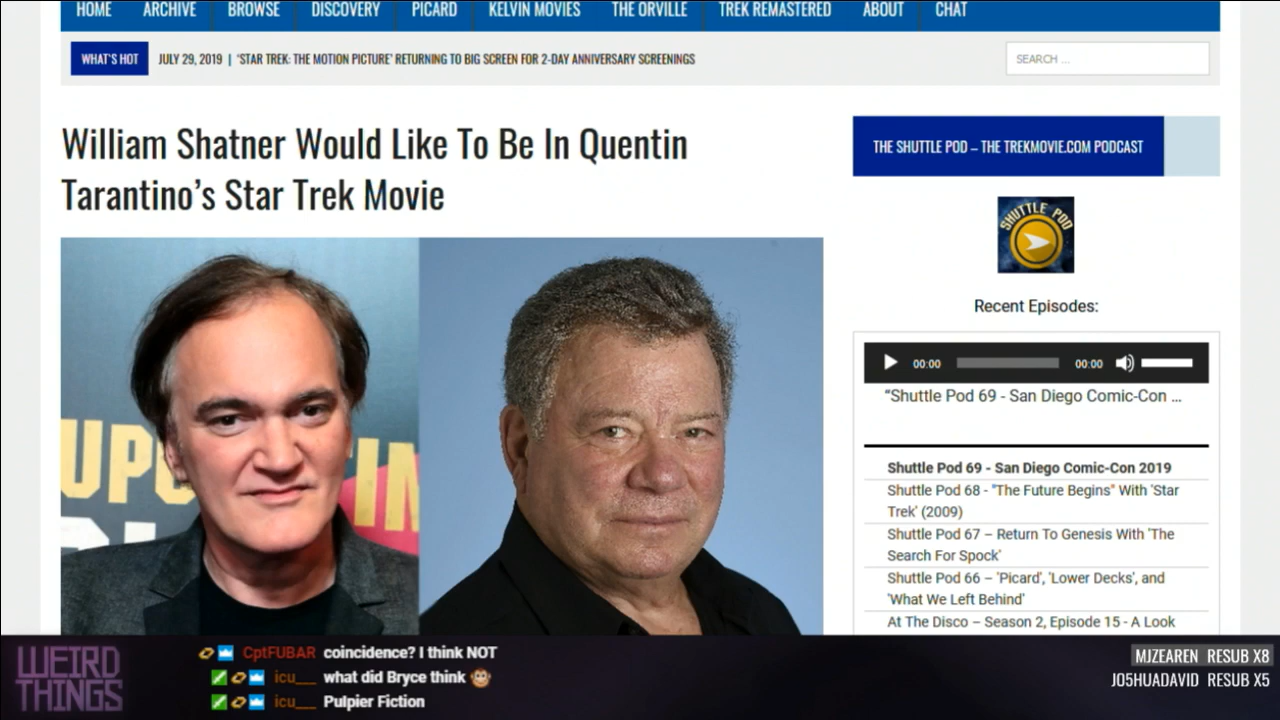 HOME ARCHIVE BROWSE DISCOVERY PICARD KELVIN MOVIES THE ORVILLE TREK REMASTERED ABOUT CHAT
WHAT'S HOT JULY 29, 2019 | 'STAR TREK: THE MOTION PICTURE' RETURNING TO BIG SCREEN FOR 2-DAY ANNIVERSARY SCREENINGS
SEARCH ...
William Shatner Would Like To Be In Quentin
Tarantino's Star Trek Movie
UPO
TIM
THE SHUTTLE POD – THE TREKMOVIE.COM PODCAST
SHUTTLE POD
Recent Episodes:
00:00 00:00
“Shuttle Pod 69 - San Diego Comic-Con ...
Shuttle Pod 69 - San Diego Comic-Con 2019
Shuttle Pod 68 - "The Future Begins" With 'Star
Trek' (2009)
Shuttle Pod 67 – Return To Genesis With 'The
Search For Spock'
Shuttle Pod 66 – 'Picard', 'Lower Decks', and
'What We Left Behind'
At The Disco – Season 2, Episode 15 - A Look
WEIRD
THINGS
CptFUBAR coincidence? I think NOT
icu__ what did Bryce think
icu__ Pulpier Fiction
MJZEAREN RESUB X8
JO5HUADAVID RESUB X5